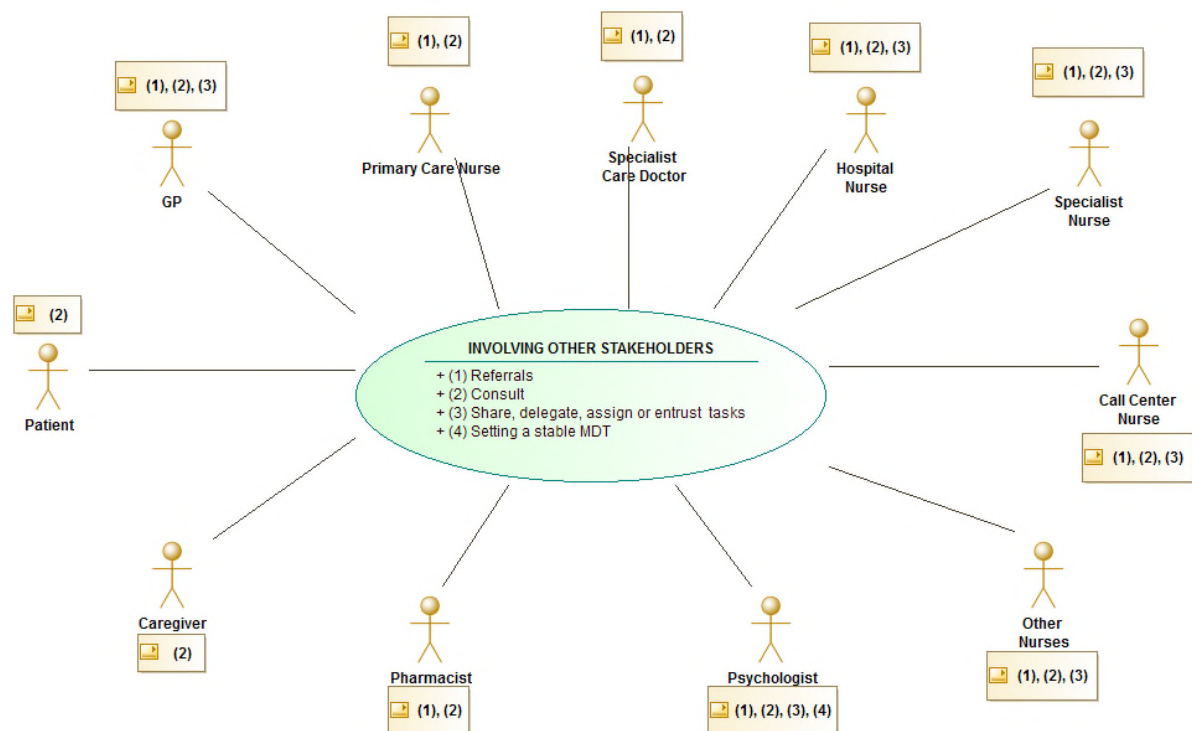 (1), (2)
(1), (2)
(1), (2), (3)
(1), (2), (3)
(1), (2), (3)
GP
Primary Care Nurse
Specialist
Care Doctor
Hospital
Nurse
Specialist
Nurse
(2)
Patient
INVOLVING OTHER STAKEHOLDERS
+ (1) Referrals
+ (2) Consult
+ (3) Share, delegate, assign or entrust tasks
+ (4) Setting a stable MDT
Call Center
Nurse
(1), (2), (3)
Caregiver
(2)
Pharmacist
(1), (2)
Psychologist
(1), (2), (3), (4)
Other
Nurses
(1), (2), (3)